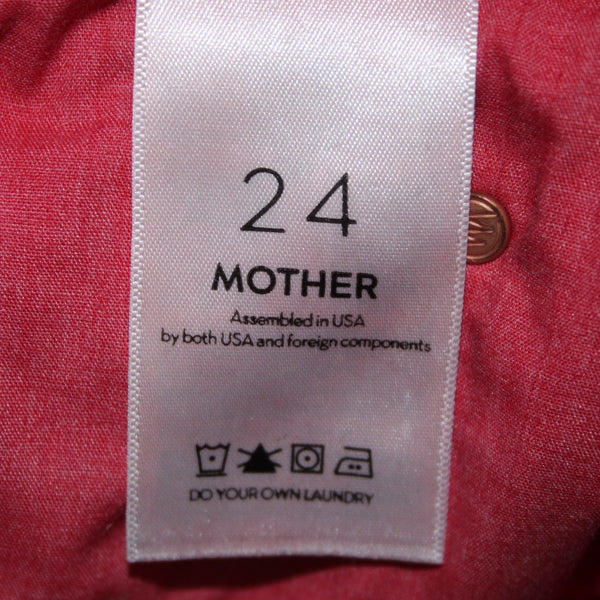 24
MOTHER
Assembled in USA
by both USA and foreign components
DO YOUR OWN LAUNDRY